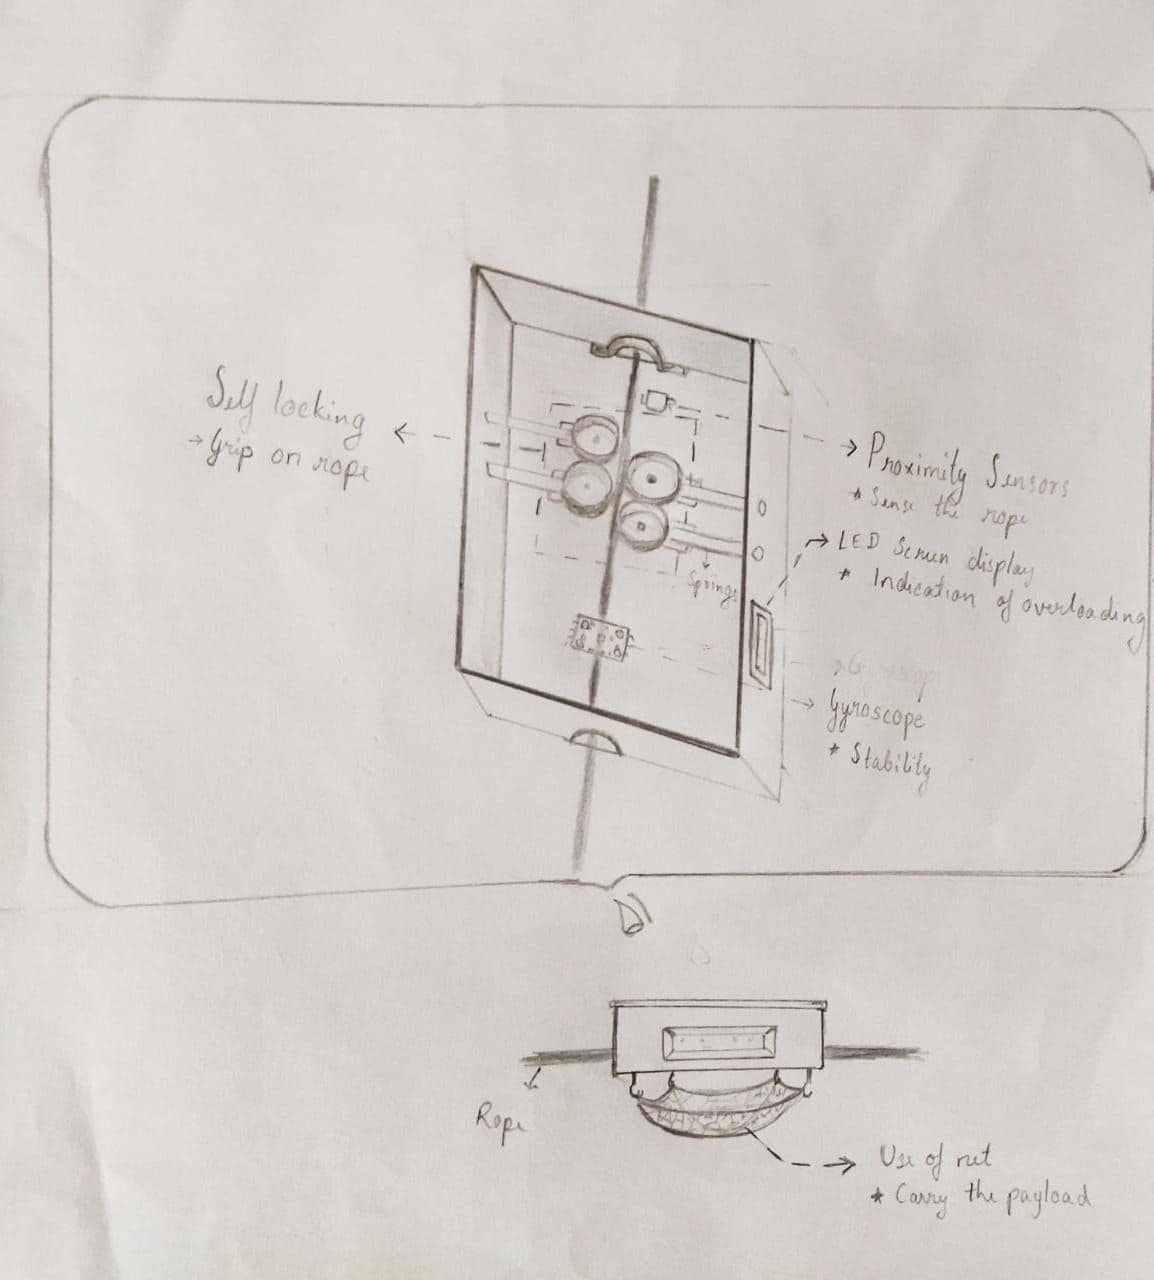 Self locking
→ Grip on rope
→ Proximity Sensors
* Sense the rope
→ LED Screen display
* Indication of overloading
Springs
→ Gyroscope
* Stability
Rope
Use of net
* Carry the payload